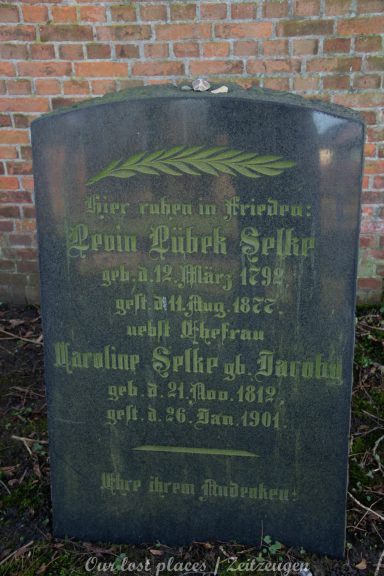 Hier ruhen in Frieden:
Levin Lübek Selke
geb. d. 12. März 1792
gest. d. 11. Aug. 1877.
nebst Ehefrau
Karoline Selke gb. Jacoby
geb. d. 21. Nov. 1812.
gest. d. 26. Jan. 1901.
Ehre ihrem Andenken!
Our lost places | Zeitzeugen